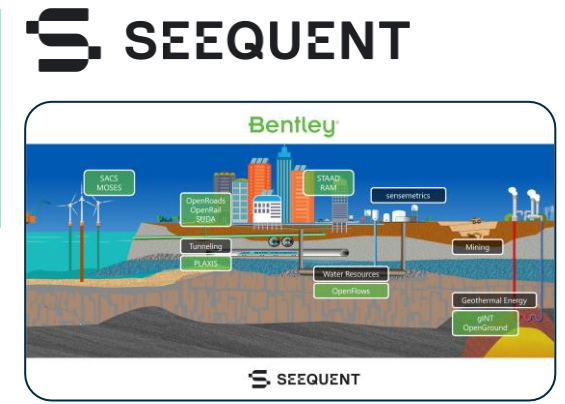 SEEQUENT
Bentley
SACS
MOSES
STAAD
RAM
sensemetrics
OpenRoads
OpenRail
SUDA
Tunneling
Mining
PLAXIS
Water Resources
OpenFlows
Geothermal Energy
gINT
OpenGround
SEEQUENT